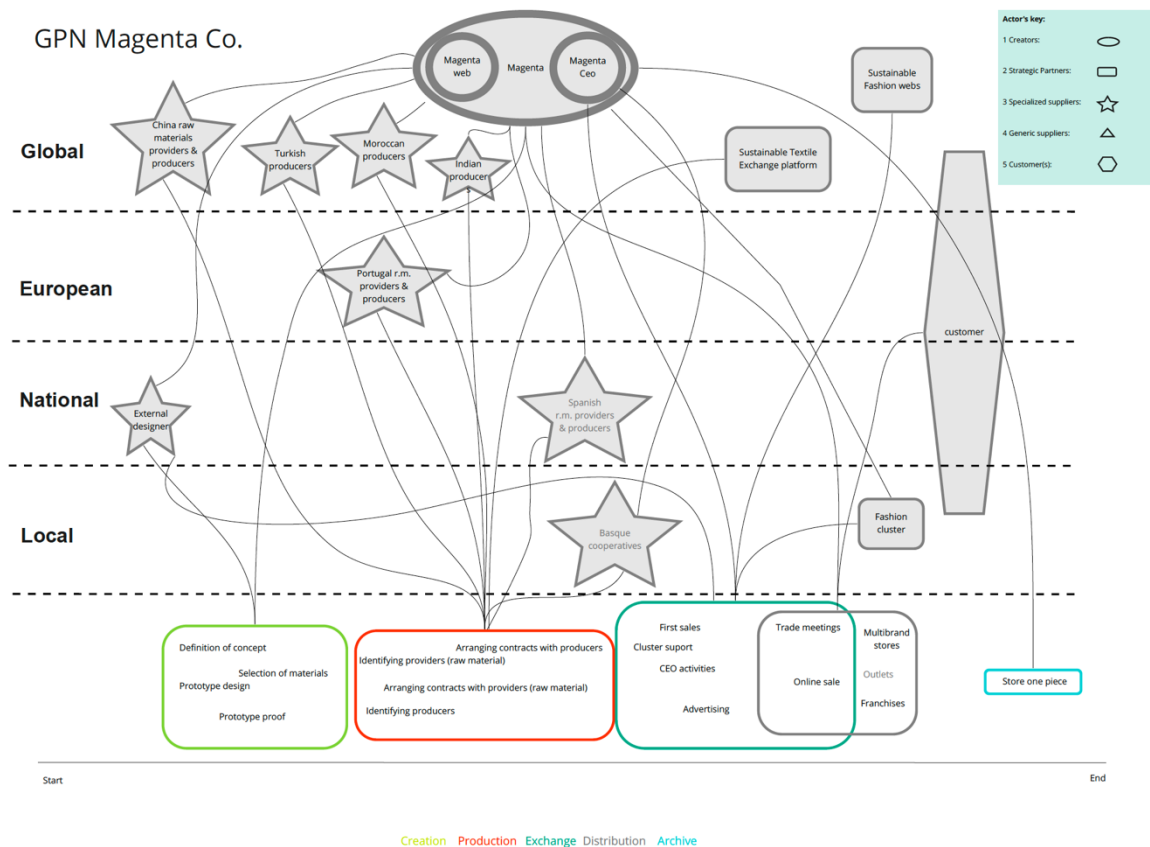 GPN Magenta Co.
Magenta
web
Magenta
Magenta
Ceo
Sustainable
Fashion webs
Actor's key:
1 Creators:
2 Strategic Partners:
3 Specialized suppliers:
4 Generic suppliers:
5 Customer(s):
Global
China raw
materials
providers &
producers
Turkish
producers
Moroccan
producers
Indian
producer
s
Sustainable Textile
Exchange platform
European
Portugal r.m.
providers &
producers
customer
National
External
designer
Spanish
r.m. providers
& producers
Local
Basque
cooperatives
Fashion
cluster
Definition of concept
Selection of materials
Prototype design
Prototype proof
Arranging contracts with producers
Identifying providers (raw material)
Arranging contracts with providers (raw material)
Identifying producers
First sales
Cluster suport
CEO activities
Advertising
Trade meetings
Online sale
Multibrand
stores
Outlets
Franchises
Store one piece
Start
End
Creation Production Exchange Distribution Archive